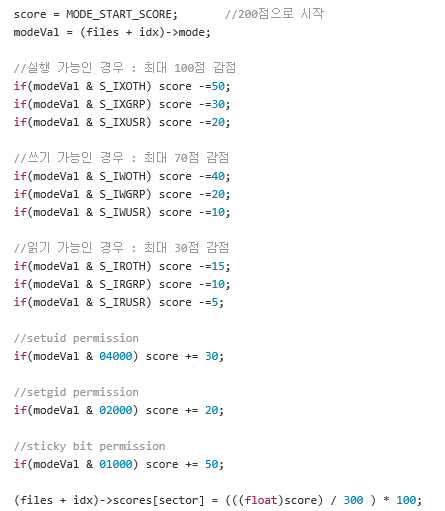 score = MODE_START_SCORE; //200점으로 시작
modeVal = (files + idx)->mode;
//실행 가능인 경우 : 최대 100점 감점
if(modeVal & S_IXOTH) score -=50;
if(modeVal & S_IXGRP) score -=30;
if(modeVal & S_IXUSR) score -=20;
//쓰기 가능인 경우 : 최대 70점 감점
if(modeVal & S_IWOTH) score -=40;
if(modeVal & S_IWGRP) score -=20;
if(modeVal & S_IWUSR) score -=10;
//읽기 가능인 경우 : 최대 30점 감점
if(modeVal & S_IROTH) score -=15;
if(modeVal & S_IRGRP) score -=10;
if(modeVal & S_IRUSR) score -=5;
//setuid permission
if(modeVal & 04000) score += 30;
//setgid permission
if(modeVal & 02000) score += 20;
//sticky bit permission
if(modeVal & 01000) score += 50;
(files + idx)->scores[sector] = (((float)score) / 300 ) * 100;